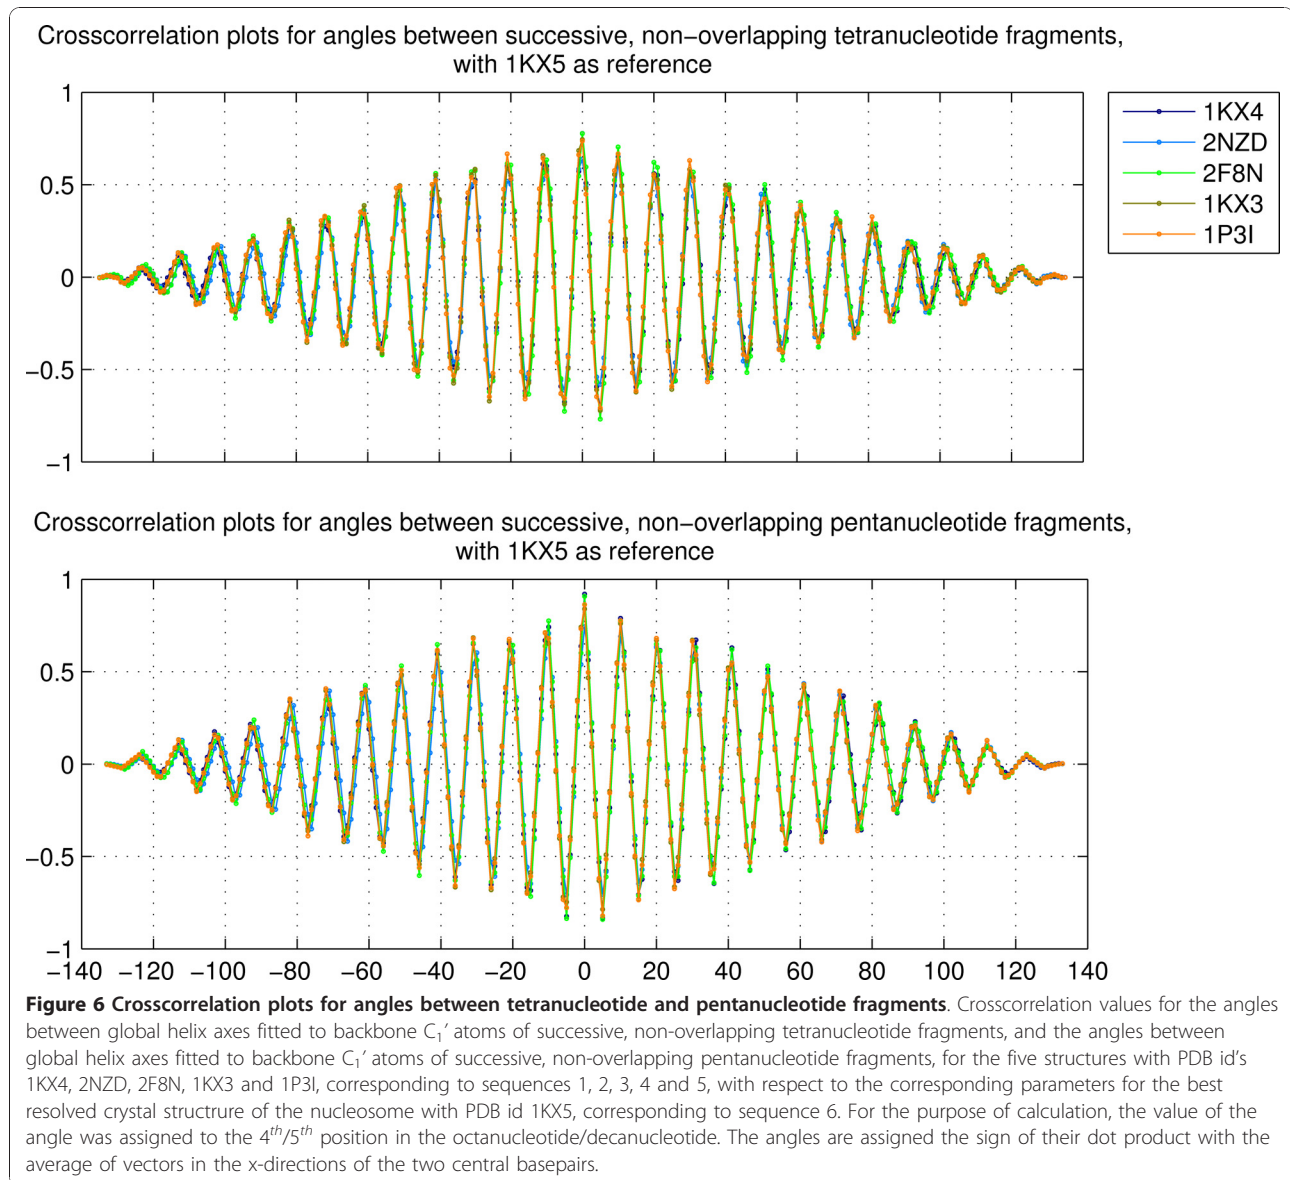 Crosscorrelation plots for angles between successive, non−overlapping tetranucleotide fragments,
with 1KX5 as reference
1
0.5
0
−0.5
−1
1KX4
2NZD
2F8N
1KX3
1P3I
Crosscorrelation plots for angles between successive, non−overlapping pentanucleotide fragments,
with 1KX5 as reference
1
0.5
0
−0.5
−1
−140 −120 −100 −80 −60 −40 −20 0 20 40 60 80 100 120 140
Figure 6 Crosscorrelation plots for angles between tetranucleotide and pentanucleotide fragments. Crosscorrelation values for the angles
between global helix axes fitted to backbone C₁′ atoms of successive, non-overlapping tetranucleotide fragments, and the angles between
global helix axes fitted to backbone C₁′ atoms of successive, non-overlapping pentanucleotide fragments, for the five structures with PDB id's
1KX4, 2NZD, 2F8N, 1KX3 and 1P3I, corresponding to sequences 1, 2, 3, 4 and 5, with respect to the corresponding parameters for the best
resolved crystal structrure of the nucleosome with PDB id 1KX5, corresponding to sequence 6. For the purpose of calculation, the value of the
angle was assigned to the 4ᵗʰ/5ᵗʰ position in the octanucleotide/decanucleotide. The angles are assigned the sign of their dot product with the
average of vectors in the x-directions of the two central basepairs.